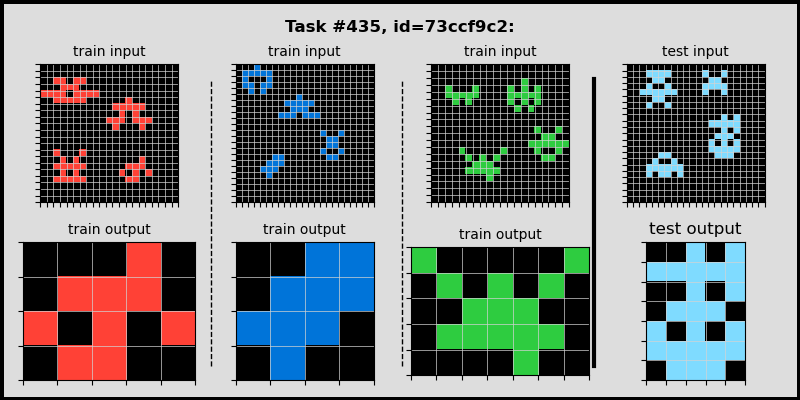 Task #435, id=73ccf9c2:
train input train input train input test input
train output train output train output test output